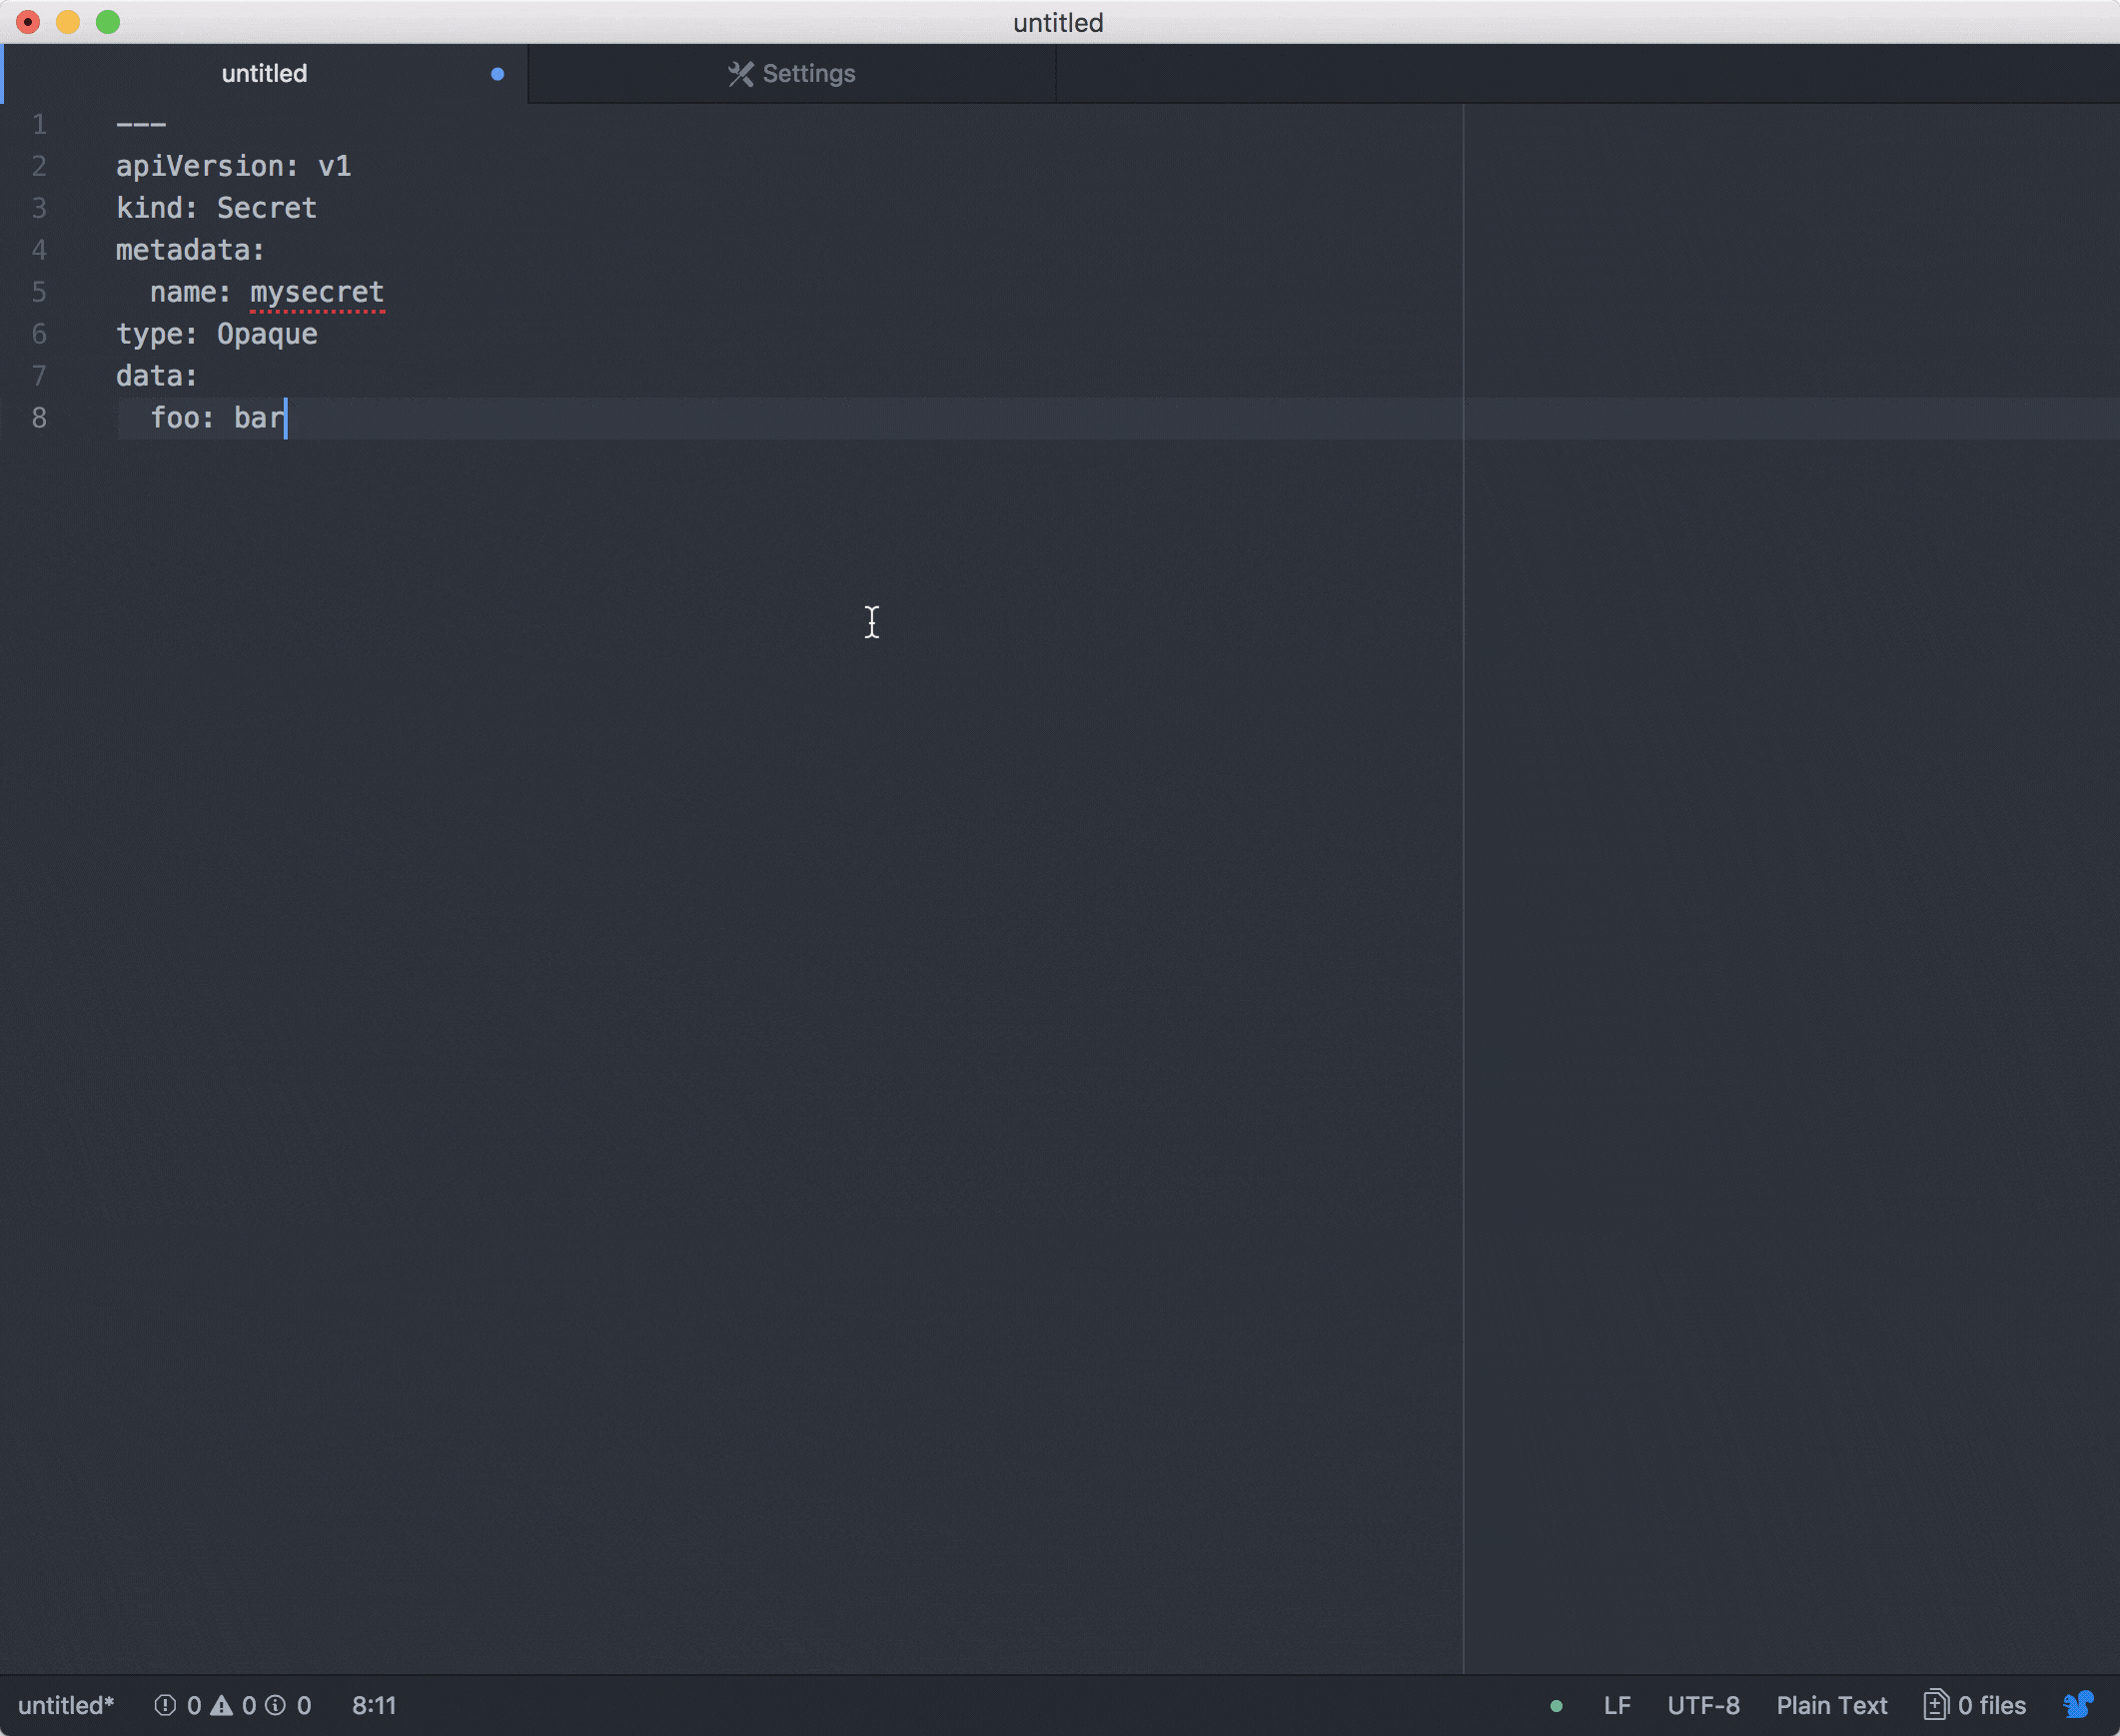 untitled
untitled
Settings
1 ---
2 apiVersion: v1
3 kind: Secret
4 metadata:
5   name: mysecret
6 type: Opaque
7 data:
8   foo: bar
untitled* 0 0 0 8:11 LF UTF-8 Plain Text 0 files